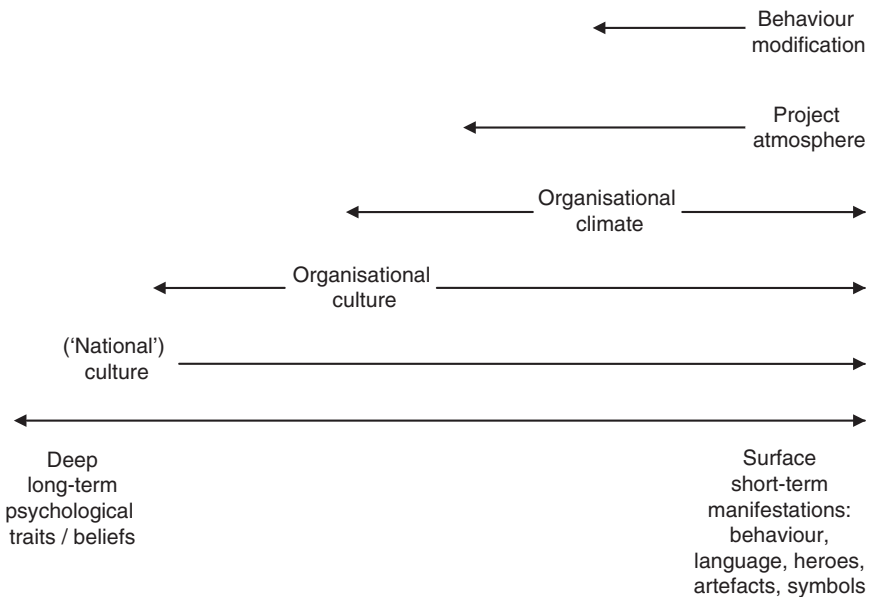 Behaviour
modification
Project
atmosphere
Organisational
climate
Organisational
culture
(‘National’)
culture
Deep
long-term
psychological
traits / beliefs
Surface
short-term
manifestations:
behaviour,
language, heroes,
artefacts, symbols